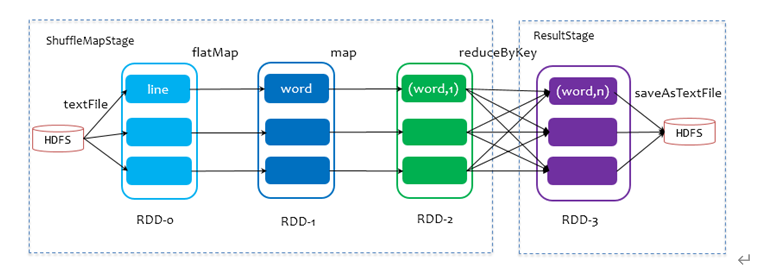 ShuffleMapStage
ResultStage
flatMap
map
reduceByKey
textFile
line
word
(word,1)
(word,n)
saveAsTextFile
HDFS
HDFS
RDD-0
RDD-1
RDD-2
RDD-3